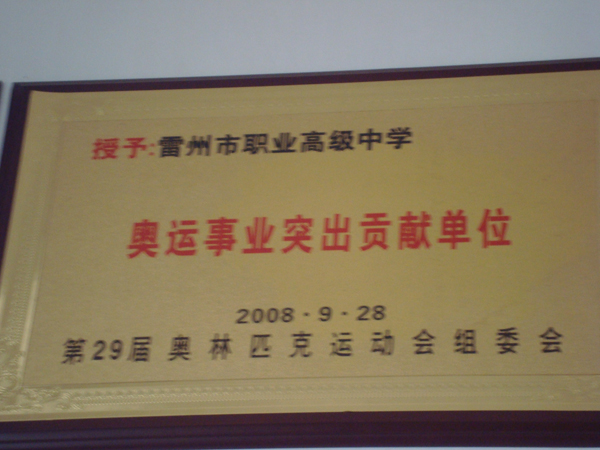 授予:雷州市职业高级中学
奥运事业突出贡献单位
2008·9·28
第29届奥林匹克运动会组委会